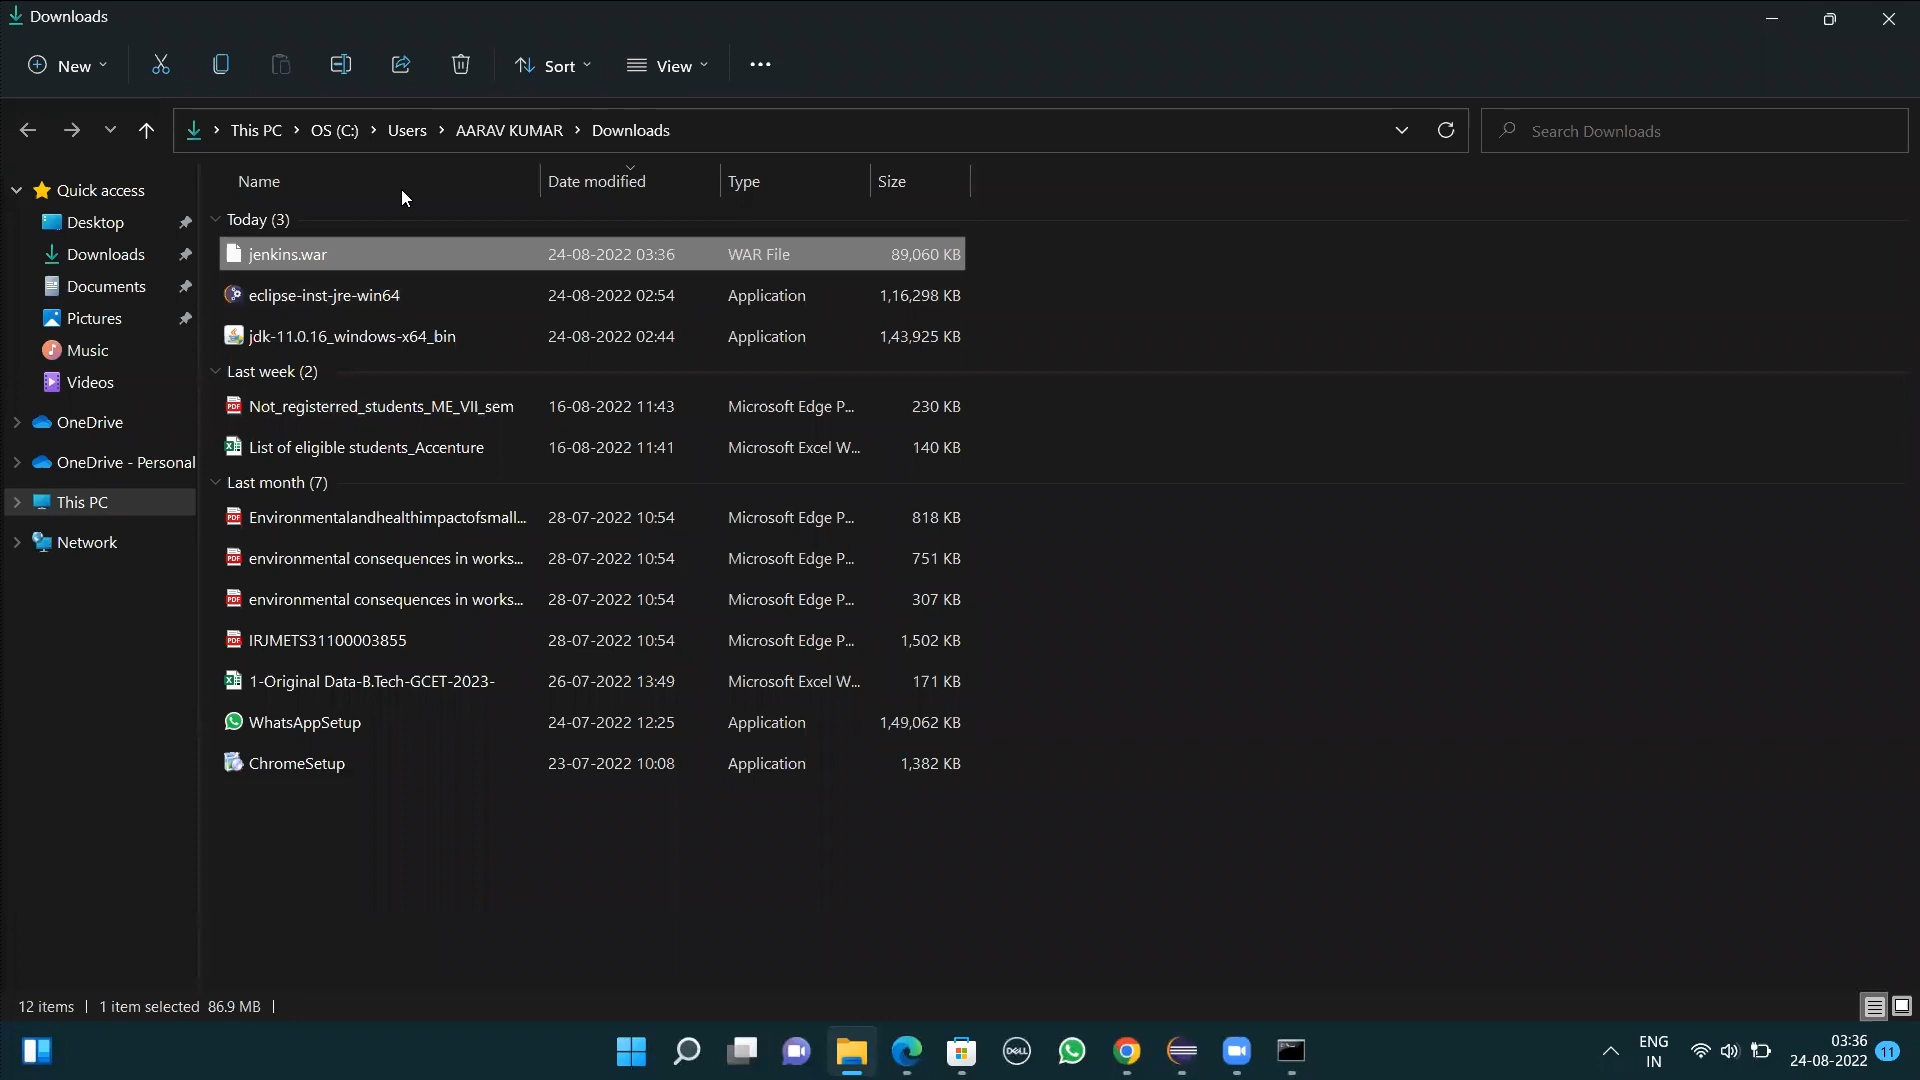 Downloads
New
Sort
View
This PC > OS (C:) > Users > AARAV KUMAR > Downloads
Search Downloads
Quick access
Desktop
Downloads
Documents
Pictures
Music
Videos
OneDrive
OneDrive - Personal
This PC
Network
Name Date modified Type Size
Today (3)
jenkins.war 24-08-2022 03:36 WAR File 89,060 KB
eclipse-inst-jre-win64 24-08-2022 02:54 Application 1,16,298 KB
jdk-11.0.16_windows-x64_bin 24-08-2022 02:44 Application 1,43,925 KB
Last week (2)
Not_registerred_students_ME_VII_sem 16-08-2022 11:43 Microsoft Edge P... 230 KB
List of eligible students_Accenture 16-08-2022 11:41 Microsoft Excel W... 140 KB
Last month (7)
Environmentalandhealthimpactofsmall... 28-07-2022 10:54 Microsoft Edge P... 818 KB
environmental consequences in works... 28-07-2022 10:54 Microsoft Edge P... 751 KB
environmental consequences in works... 28-07-2022 10:54 Microsoft Edge P... 307 KB
IRJMETS31100003855 28-07-2022 10:54 Microsoft Edge P... 1,502 KB
1-Original Data-B.Tech-GCET-2023- 26-07-2022 13:49 Microsoft Excel W... 171 KB
WhatsAppSetup 24-07-2022 12:25 Application 1,49,062 KB
ChromeSetup 23-07-2022 10:08 Application 1,382 KB
12 items | 1 item selected 86.9 MB |
DELL
ENG
IN
03:36
24-08-2022
11